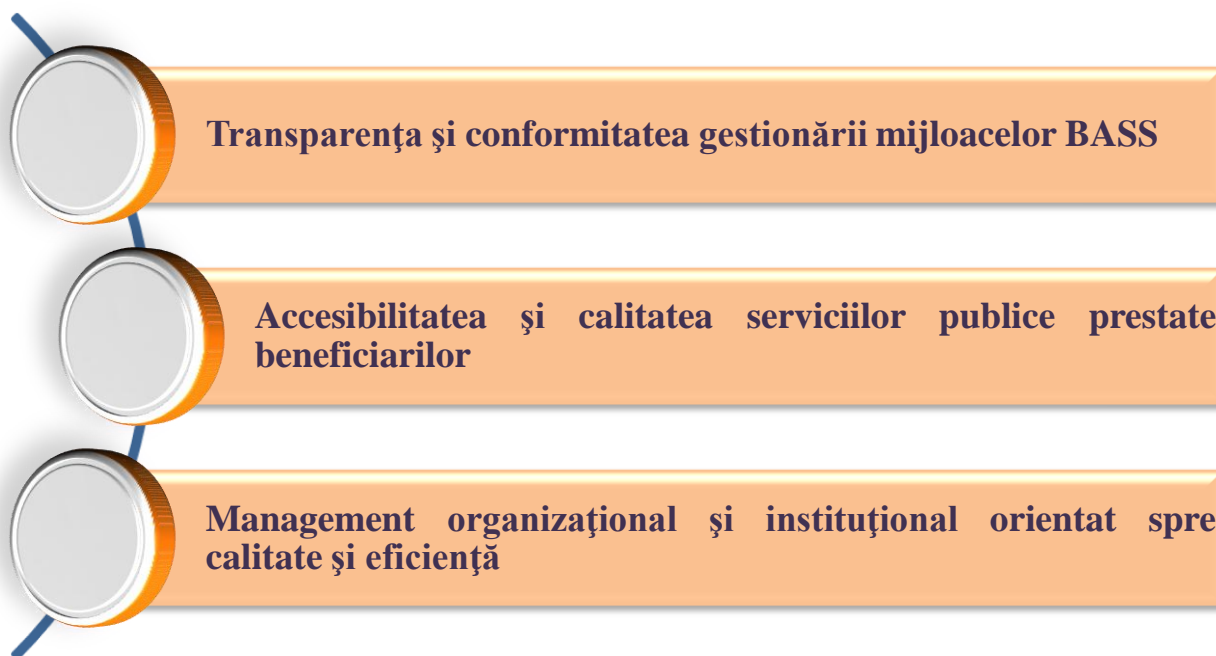 Transparenţa şi conformitatea gestionării mijloacelor BASS
Accesibilitatea şi calitatea serviciilor publice prestate
beneficiarilor
Management organizaţional şi instituţional orientat spre
calitate şi eficienţă